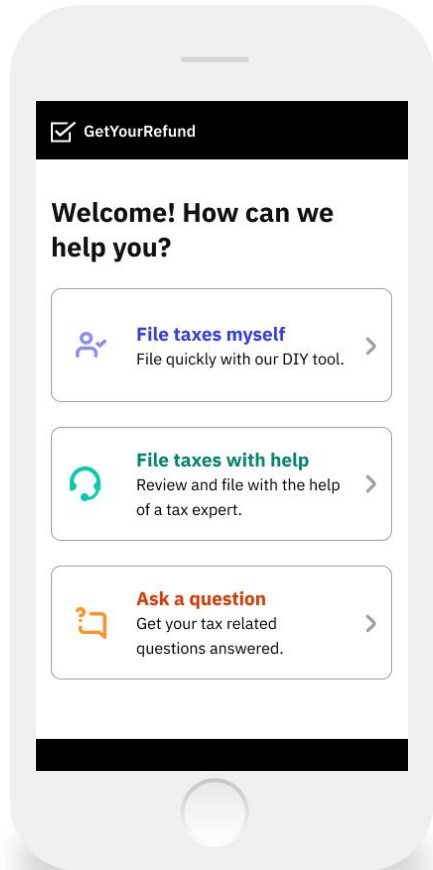 GetYourRefund
Welcome! How can we
help you?
File taxes myself
File quickly with our DIY tool.
File taxes with help
Review and file with the help
of a tax expert.
Ask a question
Get your tax related
questions answered.